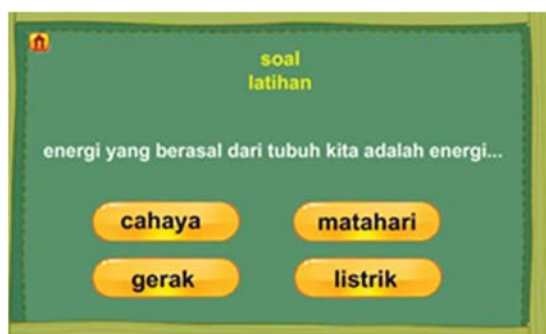 soal
latihan
energi yang berasal dari tubuh kita adalah energi...
cahaya
matahari
gerak
listrik